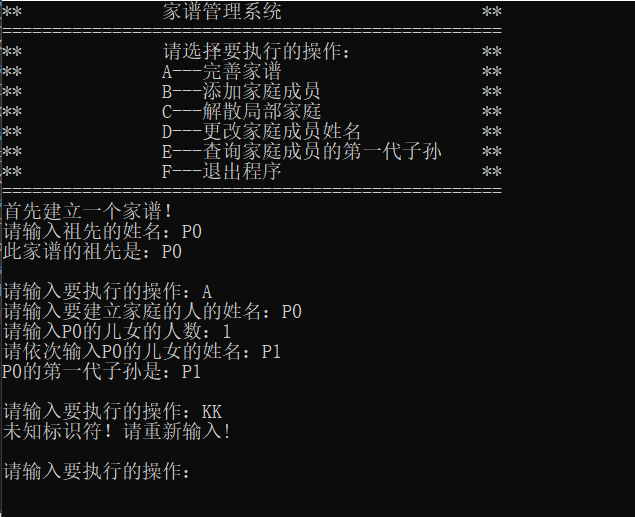 **              家谱管理系统                    **
==================================================
**              请选择要执行的操作:             **
**              A---完善家谱                    **
**              B---添加家庭成员                **
**              C---解散局部家庭                **
**              D---更改家庭成员姓名            **
**              E---查询家庭成员的第一代子孙    **
**              F---退出程序                    **
==================================================
首先建立一个家谱!
请输入祖先的姓名: P0
此家谱的祖先是: P0
请输入要执行的操作: A
请输入要建立家庭的人的姓名: P0
请输入P0的儿女的人数: 1
请依次输入P0的儿女的姓名: P1
P0的第一代子孙是: P1
请输入要执行的操作: KK
未知标识符! 请重新输入!
请输入要执行的操作: